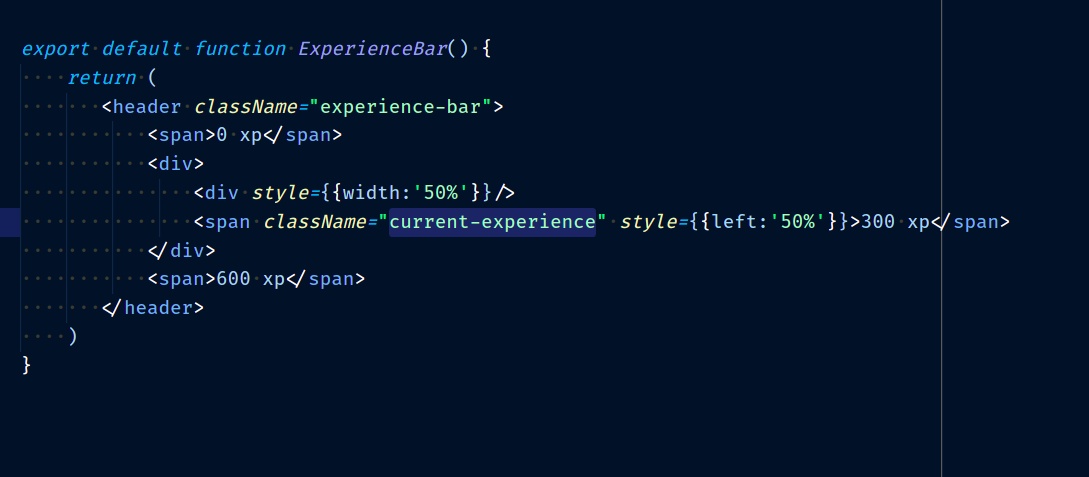 export default function ExperienceBar() {
    return (
        <header className="experience-bar">
            <span>0 xp</span>
            <div>
                <div style={{width:'50%'}}/>
                <span className="current-experience" style={{left:'50%'}}>300 xp</span>
            </div>
            <span>600 xp</span>
        </header>
    )
}